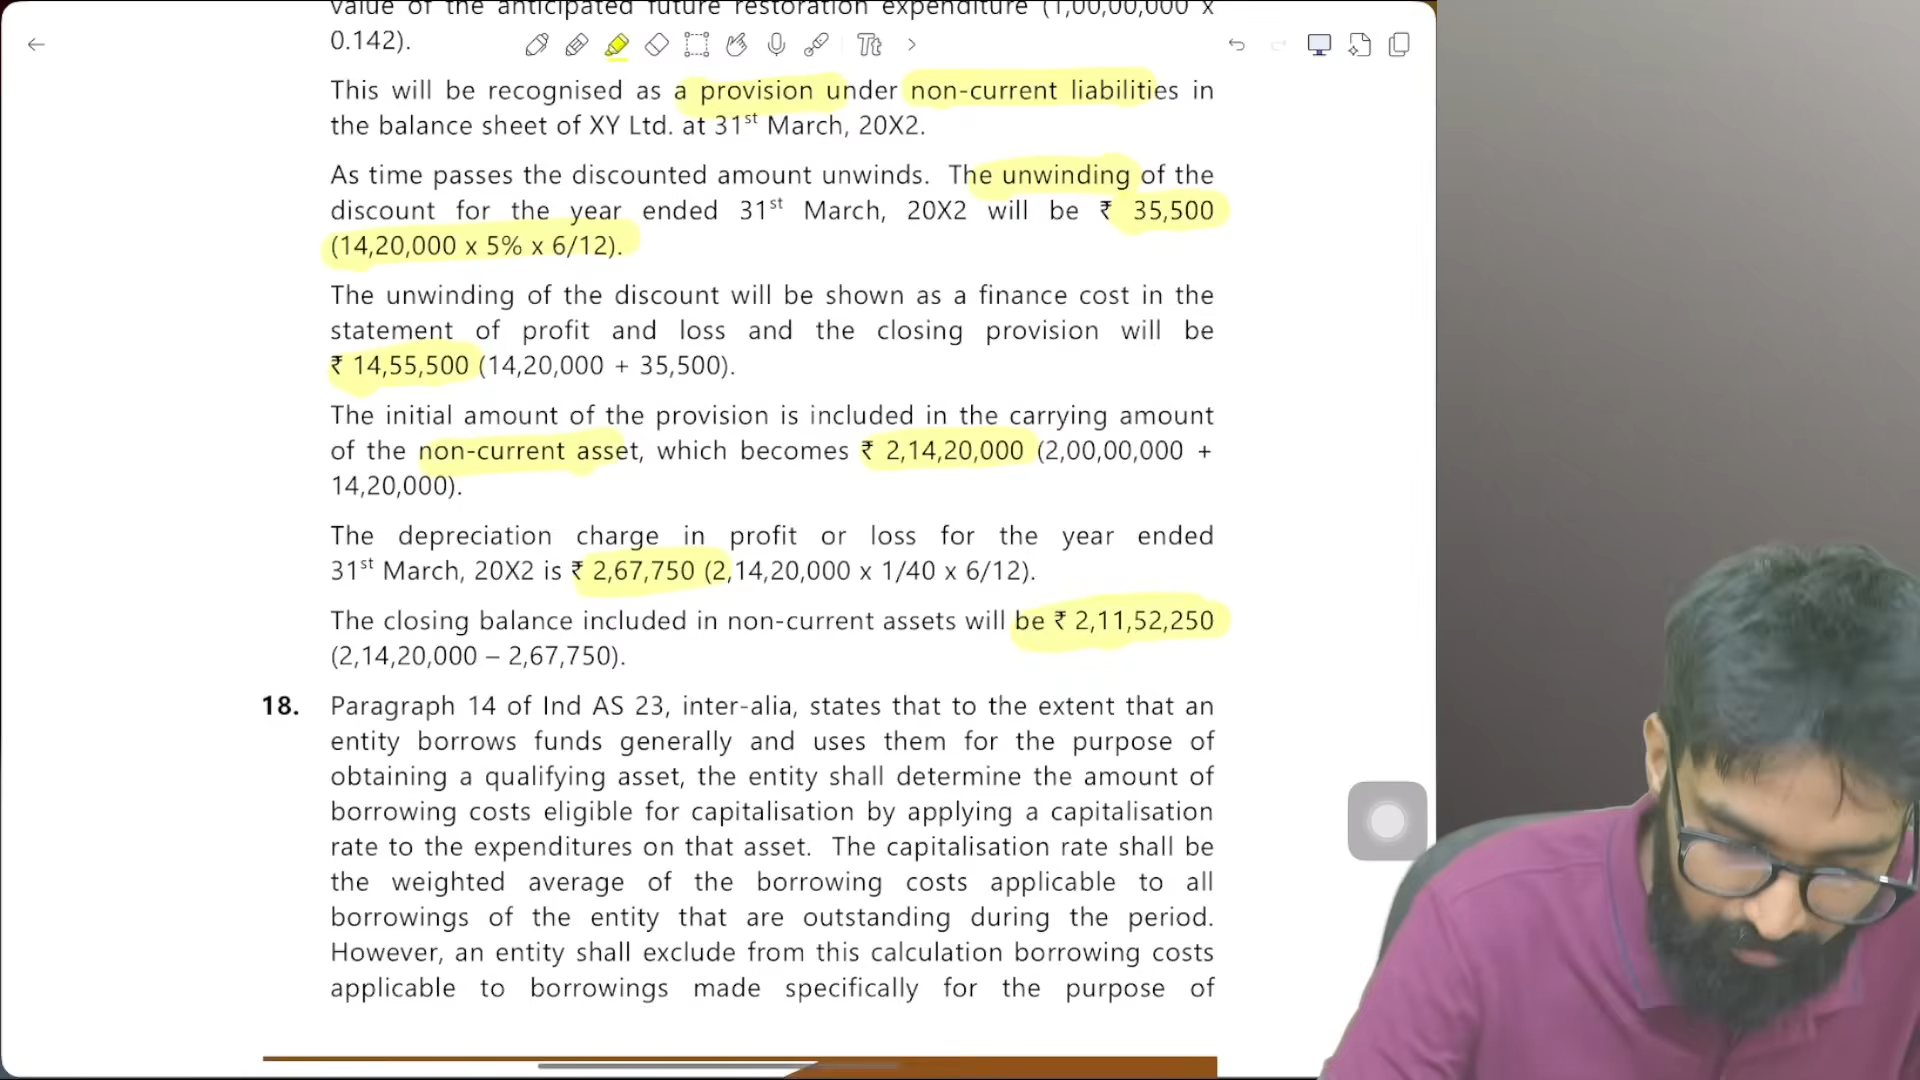 value of the anticipated future restoration expenditure (1,00,00,000 x
0.142).
Tt
This will be recognised as a provision under non-current liabilities in
the balance sheet of XY Ltd. at 31st March, 20X2.
As time passes the discounted amount unwinds. The unwinding of the
discount for the year ended 31st March, 20X2 will be ₹ 35,500
(14,20,000 x 5% x 6/12).
The unwinding of the discount will be shown as a finance cost in the
statement of profit and loss and the closing provision will be
₹ 14,55,500 (14,20,000 + 35,500).
The initial amount of the provision is included in the carrying amount
of the non-current asset, which becomes ₹ 2,14,20,000 (2,00,00,000 +
14,20,000).
The depreciation charge in profit or loss for the year ended
31st March, 20X2 is ₹ 2,67,750 (2,14,20,000 x 1/40 x 6/12).
The closing balance included in non-current assets will be ₹ 2,11,52,250
(2,14,20,000 – 2,67,750).
18. Paragraph 14 of Ind AS 23, inter-alia, states that to the extent that an
entity borrows funds generally and uses them for the purpose of
obtaining a qualifying asset, the entity shall determine the amount of
borrowing costs eligible for capitalisation by applying a capitalisation
rate to the expenditures on that asset. The capitalisation rate shall be
the weighted average of the borrowing costs applicable to all
borrowings of the entity that are outstanding during the period.
However, an entity shall exclude from this calculation borrowing costs
applicable to borrowings made specifically for the purpose of